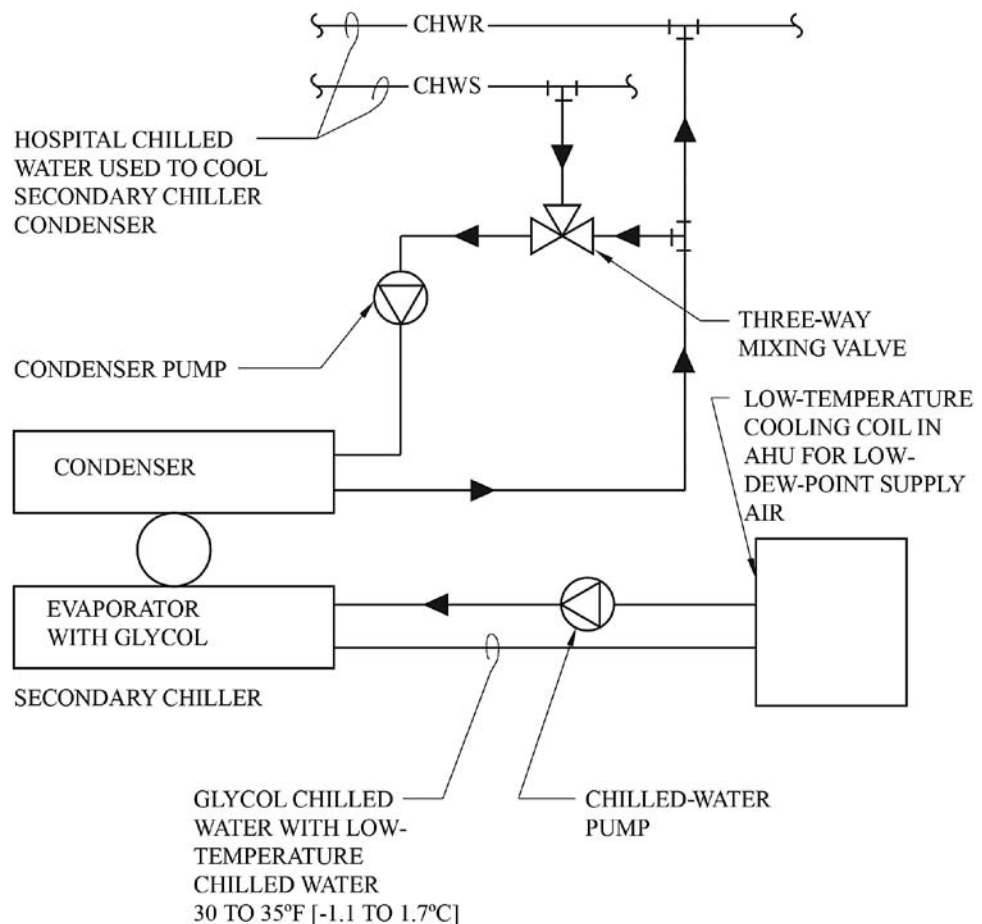 CHWR
CHWS
HOSPITAL CHILLED
WATER USED TO COOL
SECONDARY CHILLER
CONDENSER
THREE-WAY
MIXING VALVE
CONDENSER PUMP
LOW-TEMPERATURE
COOLING COIL IN
AHU FOR LOW-
DEW-POINT SUPPLY
AIR
CONDENSER
EVAPORATOR
WITH GLYCOL
SECONDARY CHILLER
GLYCOL CHILLED
WATER WITH LOW-
TEMPERATURE
CHILLED WATER
30 TO 35ºF [-1.1 TO 1.7ºC]
CHILLED-WATER
PUMP